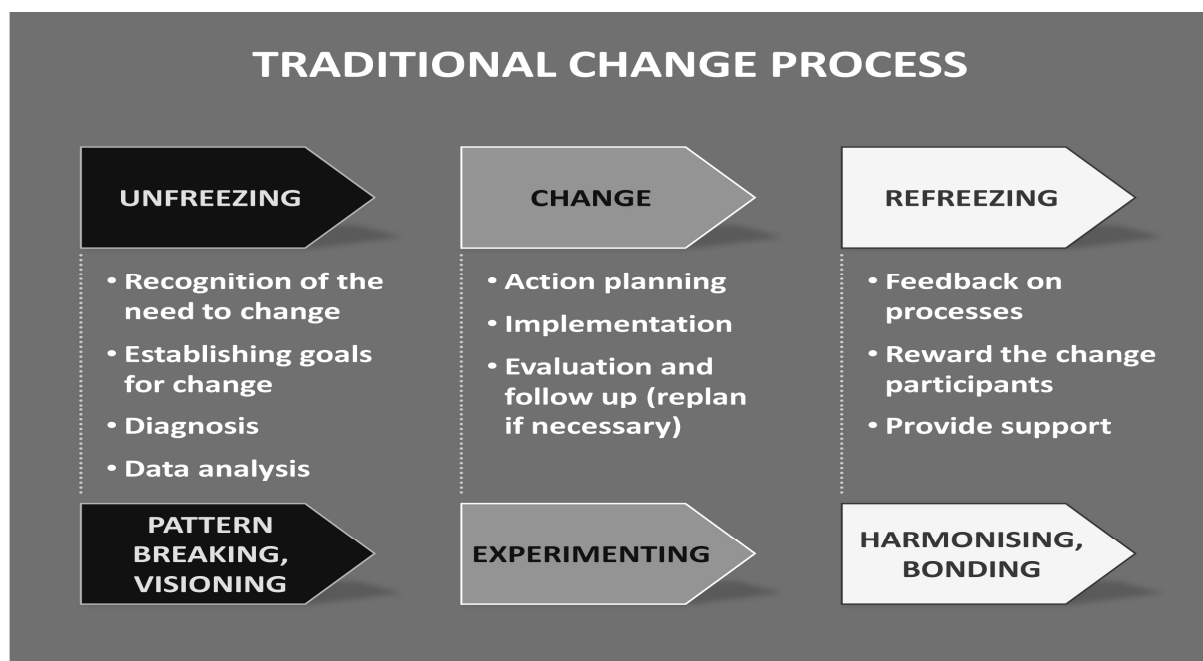 TRADITIONAL CHANGE PROCESS
UNFREEZING
• Recognition of the
need to change
• Establishing goals
for change
• Diagnosis
• Data analysis
PATTERN
BREAKING,
VISIONING
CHANGE
• Action planning
• Implementation
• Evaluation and
follow up (replan
if necessary)
EXPERIMENTING
REFREEZING
• Feedback on
processes
• Reward the change
participants
• Provide support
HARMONISING,
BONDING